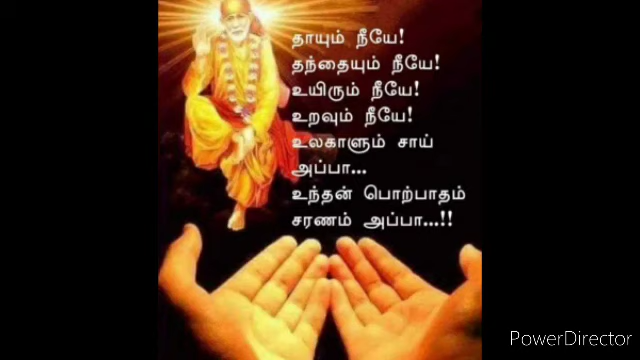 தாயும் நீயே!
தந்தையும் நீயே!
உயிரும் நீயே!
உறவும் நீயே!
உலகாளும் சாய்
அப்பா...
உந்தன் பொற்பாதம்
சரணம் அப்பா...!!
PowerDirector